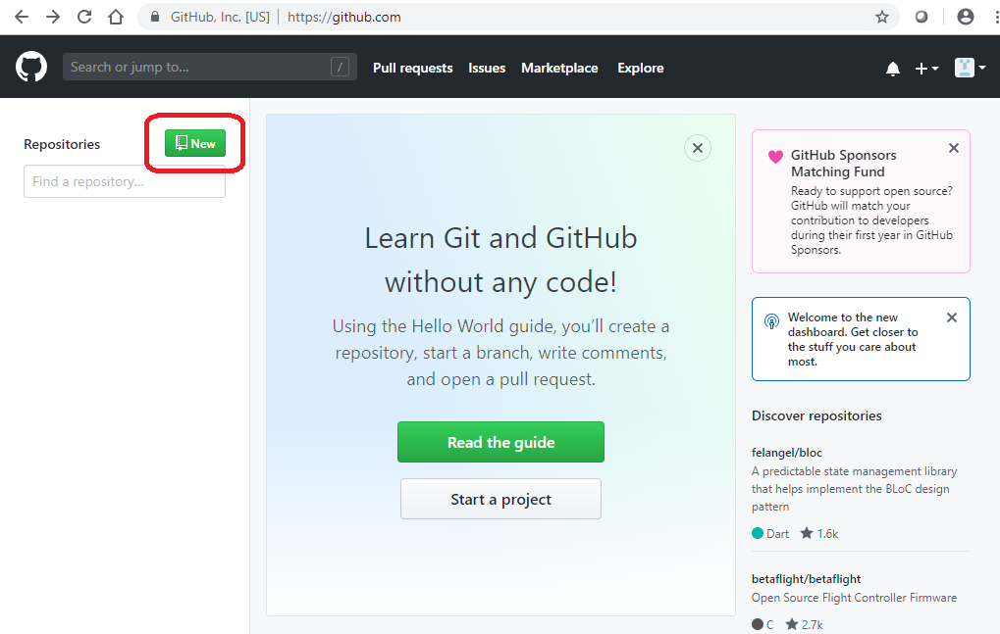 GitHub, Inc. [US] | https://github.com
Search or jump to... /
Pull requests Issues Marketplace Explore
Repositories
New
Find a repository...
Learn Git and GitHub
without any code!
Using the Hello World guide, you’ll create a
repository, start a branch, write comments,
and open a pull request.
Read the guide
Start a project
GitHub Sponsors
Matching Fund
Ready to support open source?
GitHub will match your
contribution to developers
during their first year in GitHub
Sponsors.
Welcome to the new
dashboard. Get closer to
the stuff you care about
most.
Discover repositories
felangel/bloc
A predictable state management library
that helps implement the BLoC design
pattern
Dart 1.6k
betaflight/betaflight
Open Source Flight Controller Firmware
C 2.7k